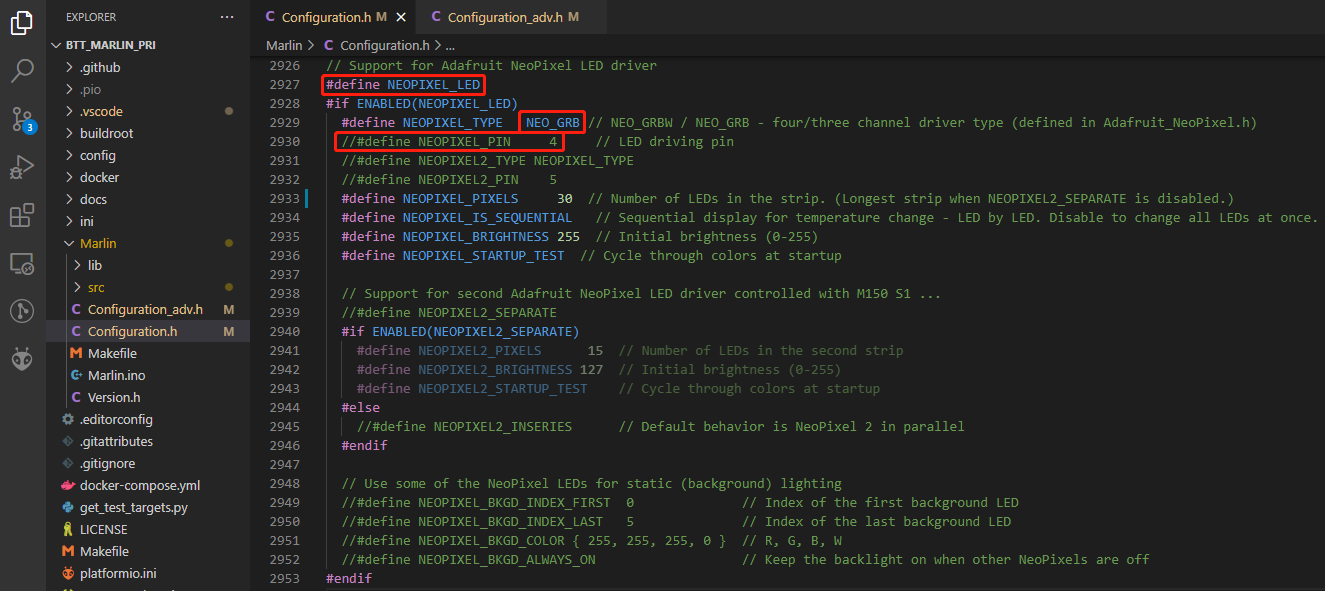 EXPLORER ···
BTT_MARLIN_PRI
.github
.pio
.vscode
buildroot
config
docker
docs
ini
Marlin
lib
src
Configuration_adv.h M
Configuration.h M
Makefile
Marlin.ino
Version.h
.editorconfig
.gitattributes
.gitignore
docker-compose.yml
get_test_targets.py
LICENSE
Makefile
platformio.ini
3
C Configuration.h M × C Configuration_adv.h M
Marlin > C Configuration.h > ...
2926 // Support for Adafruit NeoPixel LED driver
2927 #define NEOPIXEL_LED
2928 #if ENABLED(NEOPIXEL_LED)
2929 #define NEOPIXEL_TYPE NEO_GRB // NEO_GRBW / NEO_GRB - four/three channel driver type (defined in Adafruit_NeoPixel.h)
2930 //#define NEOPIXEL_PIN 4 // LED driving pin
2931 //#define NEOPIXEL2_TYPE NEOPIXEL_TYPE
2932 //#define NEOPIXEL2_PIN 5
2933 #define NEOPIXEL_PIXELS 30 // Number of LEDs in the strip. (Longest strip when NEOPIXEL2_SEPARATE is disabled.)
2934 #define NEOPIXEL_IS_SEQUENTIAL // Sequential display for temperature change - LED by LED. Disable to change all LEDs at once.
2935 #define NEOPIXEL_BRIGHTNESS 255 // Initial brightness (0-255)
2936 #define NEOPIXEL_STARTUP_TEST // Cycle through colors at startup
2937
2938 // Support for second Adafruit NeoPixel LED driver controlled with M150 S1 ...
2939 //#define NEOPIXEL2_SEPARATE
2940 #if ENABLED(NEOPIXEL2_SEPARATE)
2941 #define NEOPIXEL2_PIXELS 15 // Number of LEDs in the second strip
2942 #define NEOPIXEL2_BRIGHTNESS 127 // Initial brightness (0-255)
2943 #define NEOPIXEL2_STARTUP_TEST // Cycle through colors at startup
2944 #else
2945 //#define NEOPIXEL2_INSERIES // Default behavior is NeoPixel 2 in parallel
2946 #endif
2947
2948 // Use some of the NeoPixel LEDs for static (background) lighting
2949 //#define NEOPIXEL_BKGD_INDEX_FIRST 0 // Index of the first background LED
2950 //#define NEOPIXEL_BKGD_INDEX_LAST 5 // Index of the last background LED
2951 //#define NEOPIXEL_BKGD_COLOR { 255, 255, 255, 0 } // R, G, B, W
2952 //#define NEOPIXEL_BKGD_ALWAYS_ON // Keep the backlight on when other NeoPixels are off
2953 #endif